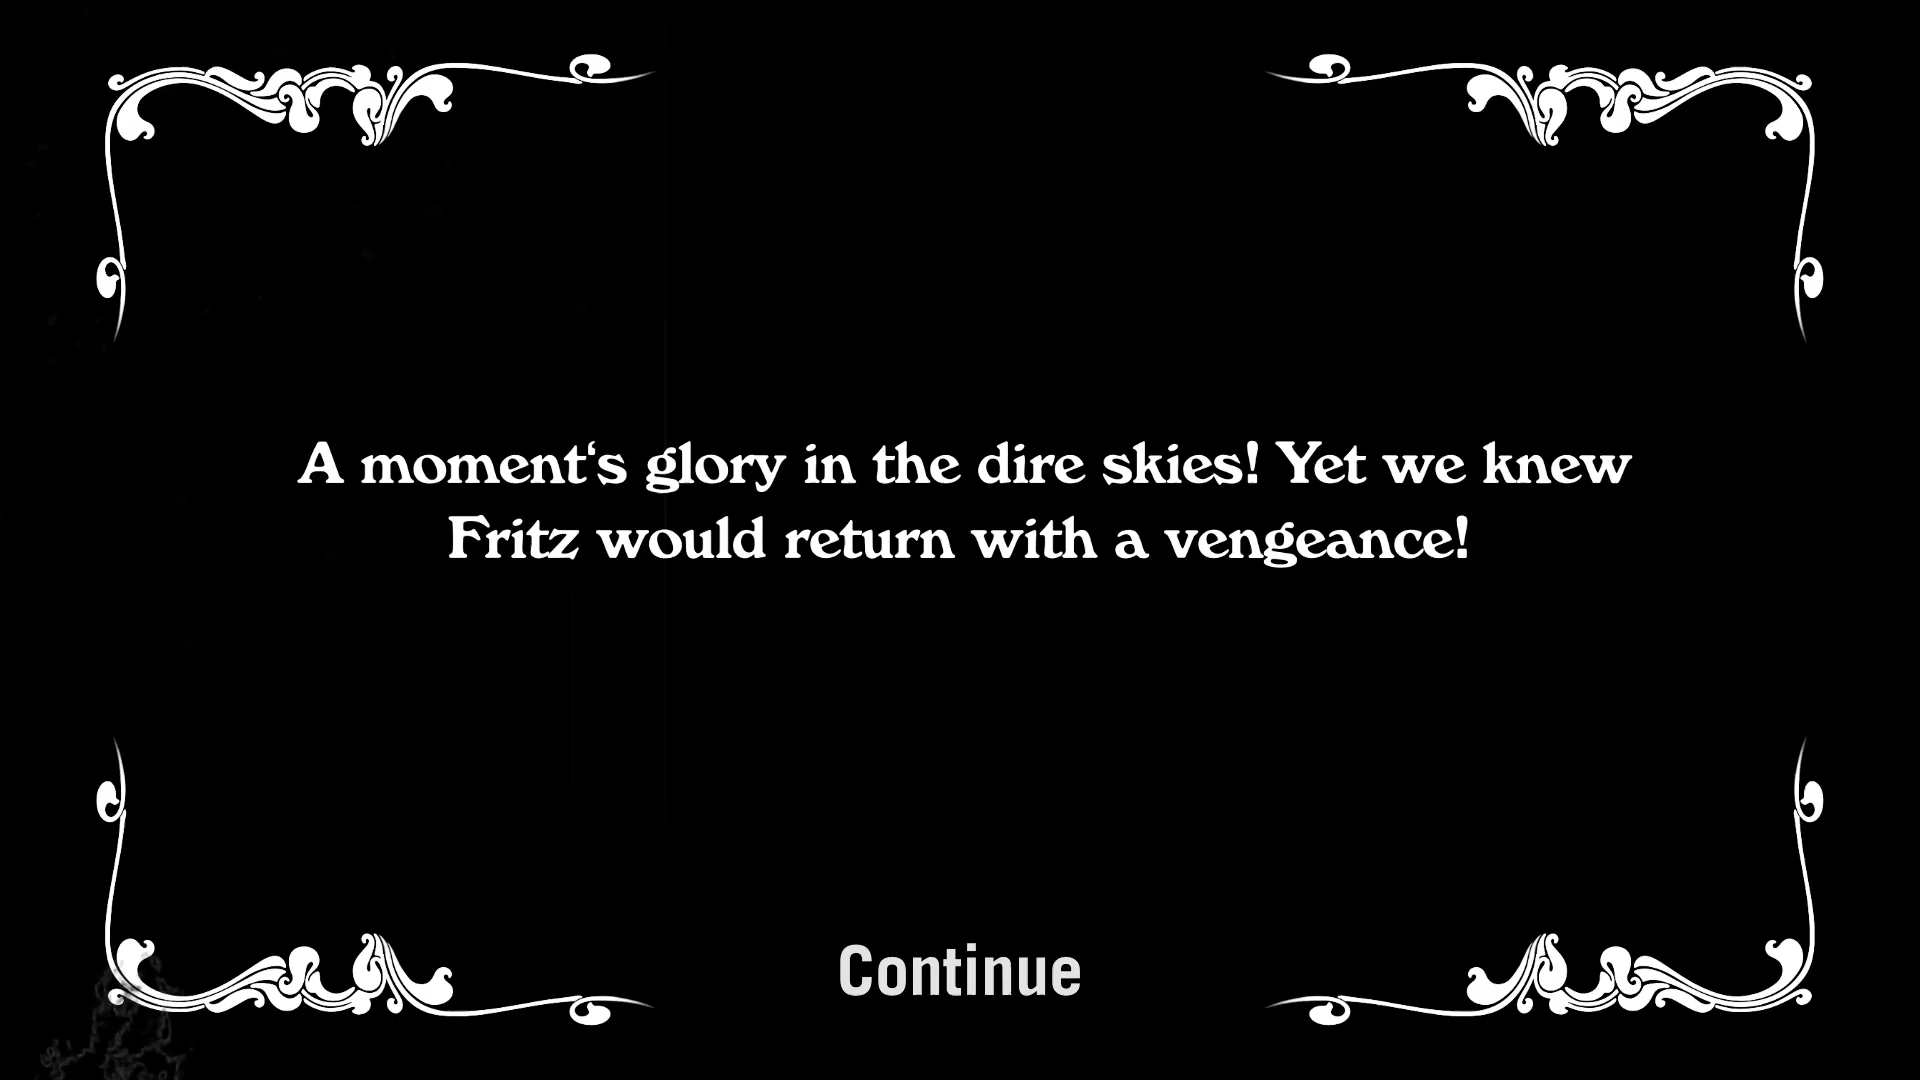 A moment‘s glory in the dire skies! Yet we knew
Fritz would return with a vengeance!
Continue